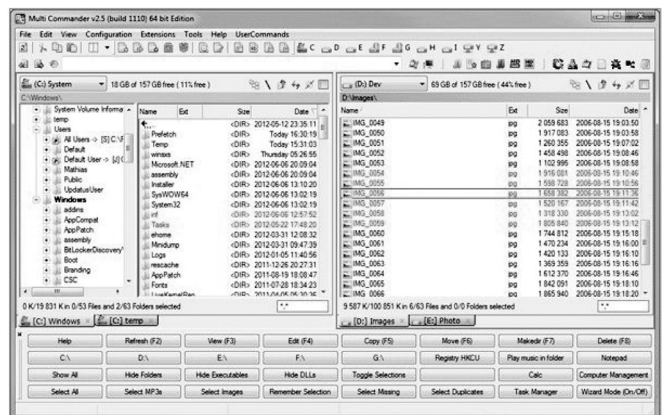 Multi Commander v2.5 (build 1110) 64 bit Edition
File Edit View Configuration Extensions Tools Help UserCommands
C D E F G H I Y Z
(C:) System 18 GB of 157 GB free ( 11% free )
C:\Windows\
System Volume Informa
temp
Users
All Users -> [S] C:\
Default
Default User -> [J] C
Mathias
Public
UpdatusUser
Windows
addins
AppCompat
AppPatch
assembly
BitLockerDiscovery
Boot
Branding
CSC
Name Ext Size Date
<DIR> 2012-05-12 23:35:11
Prefetch <DIR> Today 16:30:19
Temp <DIR> Today 15:31:03
winsxs <DIR> Thursday 05:26:55
Microsoft.NET <DIR> 2012-06-06 20:09:04
assembly <DIR> 2012-06-06 20:09:04
Installer <DIR> 2012-06-06 13:10:20
SysWOW64 <DIR> 2012-06-06 13:02:19
System32 <DIR> 2012-06-06 13:02:19
inf <DIR> 2012-06-06 12:57:52
Tasks <DIR> 2012-05-22 17:48:20
ehome <DIR> 2012-03-31 12:08:32
Minidump <DIR> 2012-03-31 09:47:39
Logs <DIR> 2012-01-05 11:40:56
rescache <DIR> 2011-12-26 20:27:31
AppPatch <DIR> 2011-08-19 18:08:47
Fonts <DIR> 2011-07-28 18:34:23
LiveKernelRep <DIR>
0 K/19 831 K in 0/53 Files and 2/63 Folders selected *.*
[C:] Windows [C:] temp
(D:) Dev 69 GB of 157 GB free ( 44% free )
D:\Images\
Name Ext Size Date
IMG_0049 jpg 2 059 683 2006-08-15 19:03:50
IMG_0050 jpg 1 917 083 2006-08-15 19:03:58
IMG_0051 jpg 1 260 355 2006-08-15 19:07:02
IMG_0052 jpg 1 458 498 2006-08-15 19:08:46
IMG_0053 jpg 1 102 995 2006-08-15 19:08:58
IMG_0054 jpg 1 916 081 2006-08-15 19:10:46
IMG_0055 jpg 1 598 728 2006-08-15 19:10:56
IMG_0056 jpg 1 658 382 2006-08-15 19:11:36
IMG_0057 jpg 1 520 167 2006-08-15 19:11:42
IMG_0058 jpg 1 318 330 2006-08-15 19:13:02
IMG_0059 jpg 1 805 840 2006-08-15 19:13:12
IMG_0060 jpg 1 744 812 2006-08-15 19:15:18
IMG_0061 jpg 1 470 234 2006-08-15 19:16:00
IMG_0062 jpg 1 420 133 2006-08-15 19:16:10
IMG_0063 jpg 1 369 359 2006-08-15 19:16:16
IMG_0064 jpg 1 612 370 2006-08-15 19:16:46
IMG_0065 jpg 1 842 091 2006-08-15 19:18:10
IMG_0066 jpg 1 865 940 2006-08-15 19:18:20
9 587 K/100 851 K in 6/63 Files and 0/0 Folders selected *.*
[D:] Images [E:] Photo
Help Refresh (F2) View (F3) Edit (F4) Copy (F5) Move (F6) Makedir (F7) Delete (F8)
C:\ D:\ E:\ F:\ G:\ Registry HKCU Play music in folder Notepad
Show All Hide Folders Hide Executables Hide DLLs Toggle Selections Calc Computer Management
Select All Select MP3s Select Images Remember Selection Select Missing Select Duplicates Task Manager Wizard Mode (On/Off)